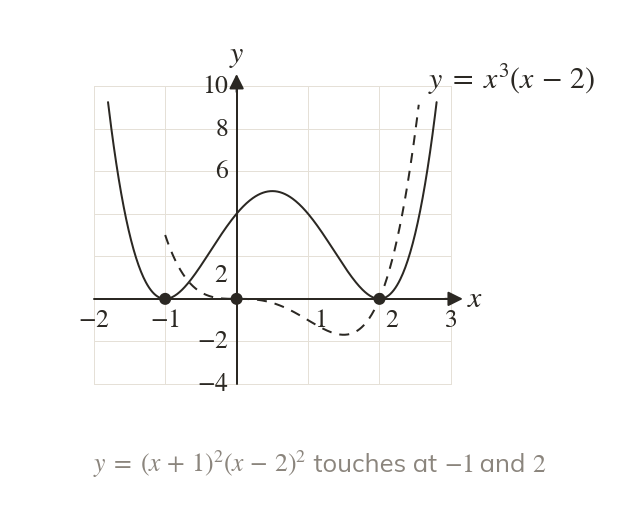 y
10
y = x³(x − 2)
8
6
2
x
−2 −1 1 2 3
−2
−4
y = (x + 1)²(x − 2)² touches at −1 and 2